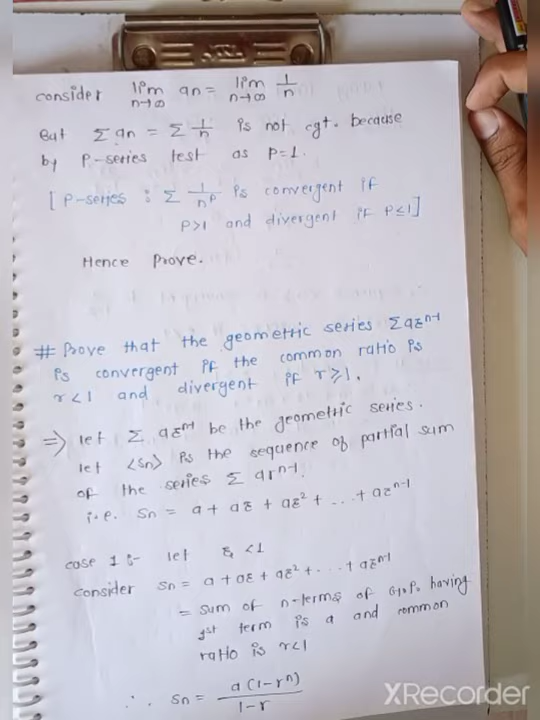 consider lim n→∞ an = lim n→∞ 1/n
But Σ an = Σ 1/n is not cgt. because
by P-series test as P=1.
[P-series : Σ 1/n^p is convergent if
P>1 and divergent if P≤1]
Hence Prove.
# Prove that the geometric series Σ ar^n-1
is convergent if the common ratio is
r<1 and divergent if r≥1.
⇒ let Σ ar^n-1 be the geometric series.
let <Sn> is the sequence of partial sum
of the series Σ ar^n-1.
i.e. Sn = a + ar + ar² + ... + ar^n-1
case 1 :- let r <1
consider Sn = a + ar + ar² + ... + ar^n-1
= sum of n-terms of G.P. having
1st term is a and common
ratio is r<1
∴ Sn = a(1-r^n)/1-r
XRecorder